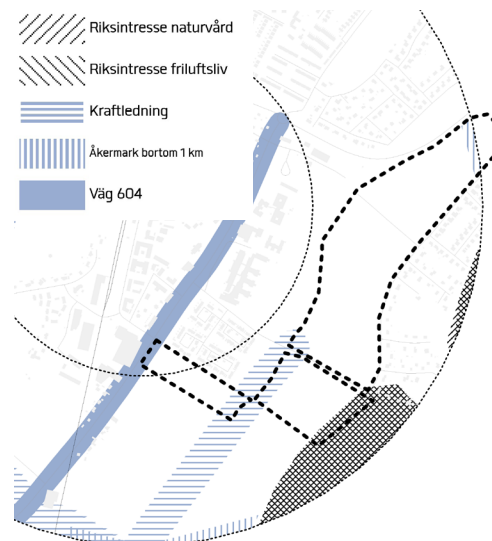 Riksintresse naturvård
Riksintresse friluftsliv
Kraftledning
Åkermark bortom 1 km
Väg 604